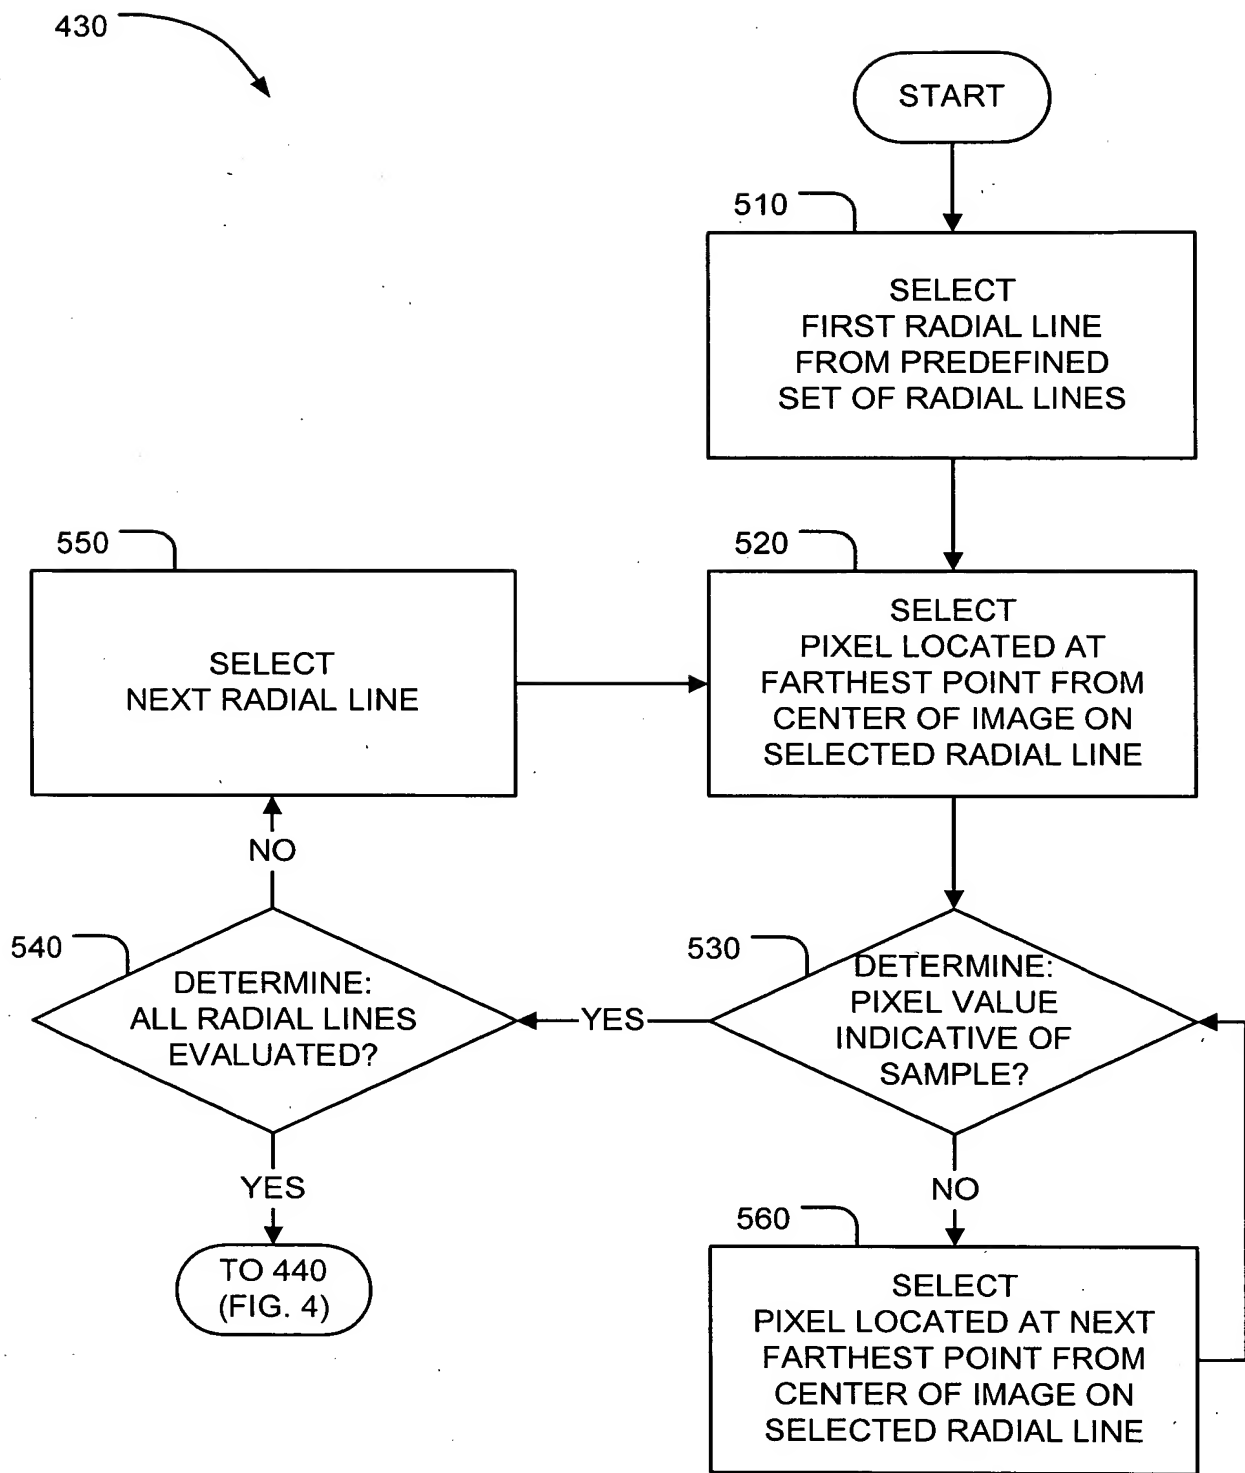 430
START
510
SELECT
FIRST RADIAL LINE
FROM PREDEFINED
SET OF RADIAL LINES
550
SELECT
NEXT RADIAL LINE
520
SELECT
PIXEL LOCATED AT
FARTHEST POINT FROM
CENTER OF IMAGE ON
SELECTED RADIAL LINE
NO
540
DETERMINE:
ALL RADIAL LINES
EVALUATED?
YES
530
DETERMINE:
PIXEL VALUE
INDICATIVE OF
SAMPLE?
YES
NO
TO 440
(FIG. 4)
560
SELECT
PIXEL LOCATED AT NEXT
FARTHEST POINT FROM
CENTER OF IMAGE ON
SELECTED RADIAL LINE